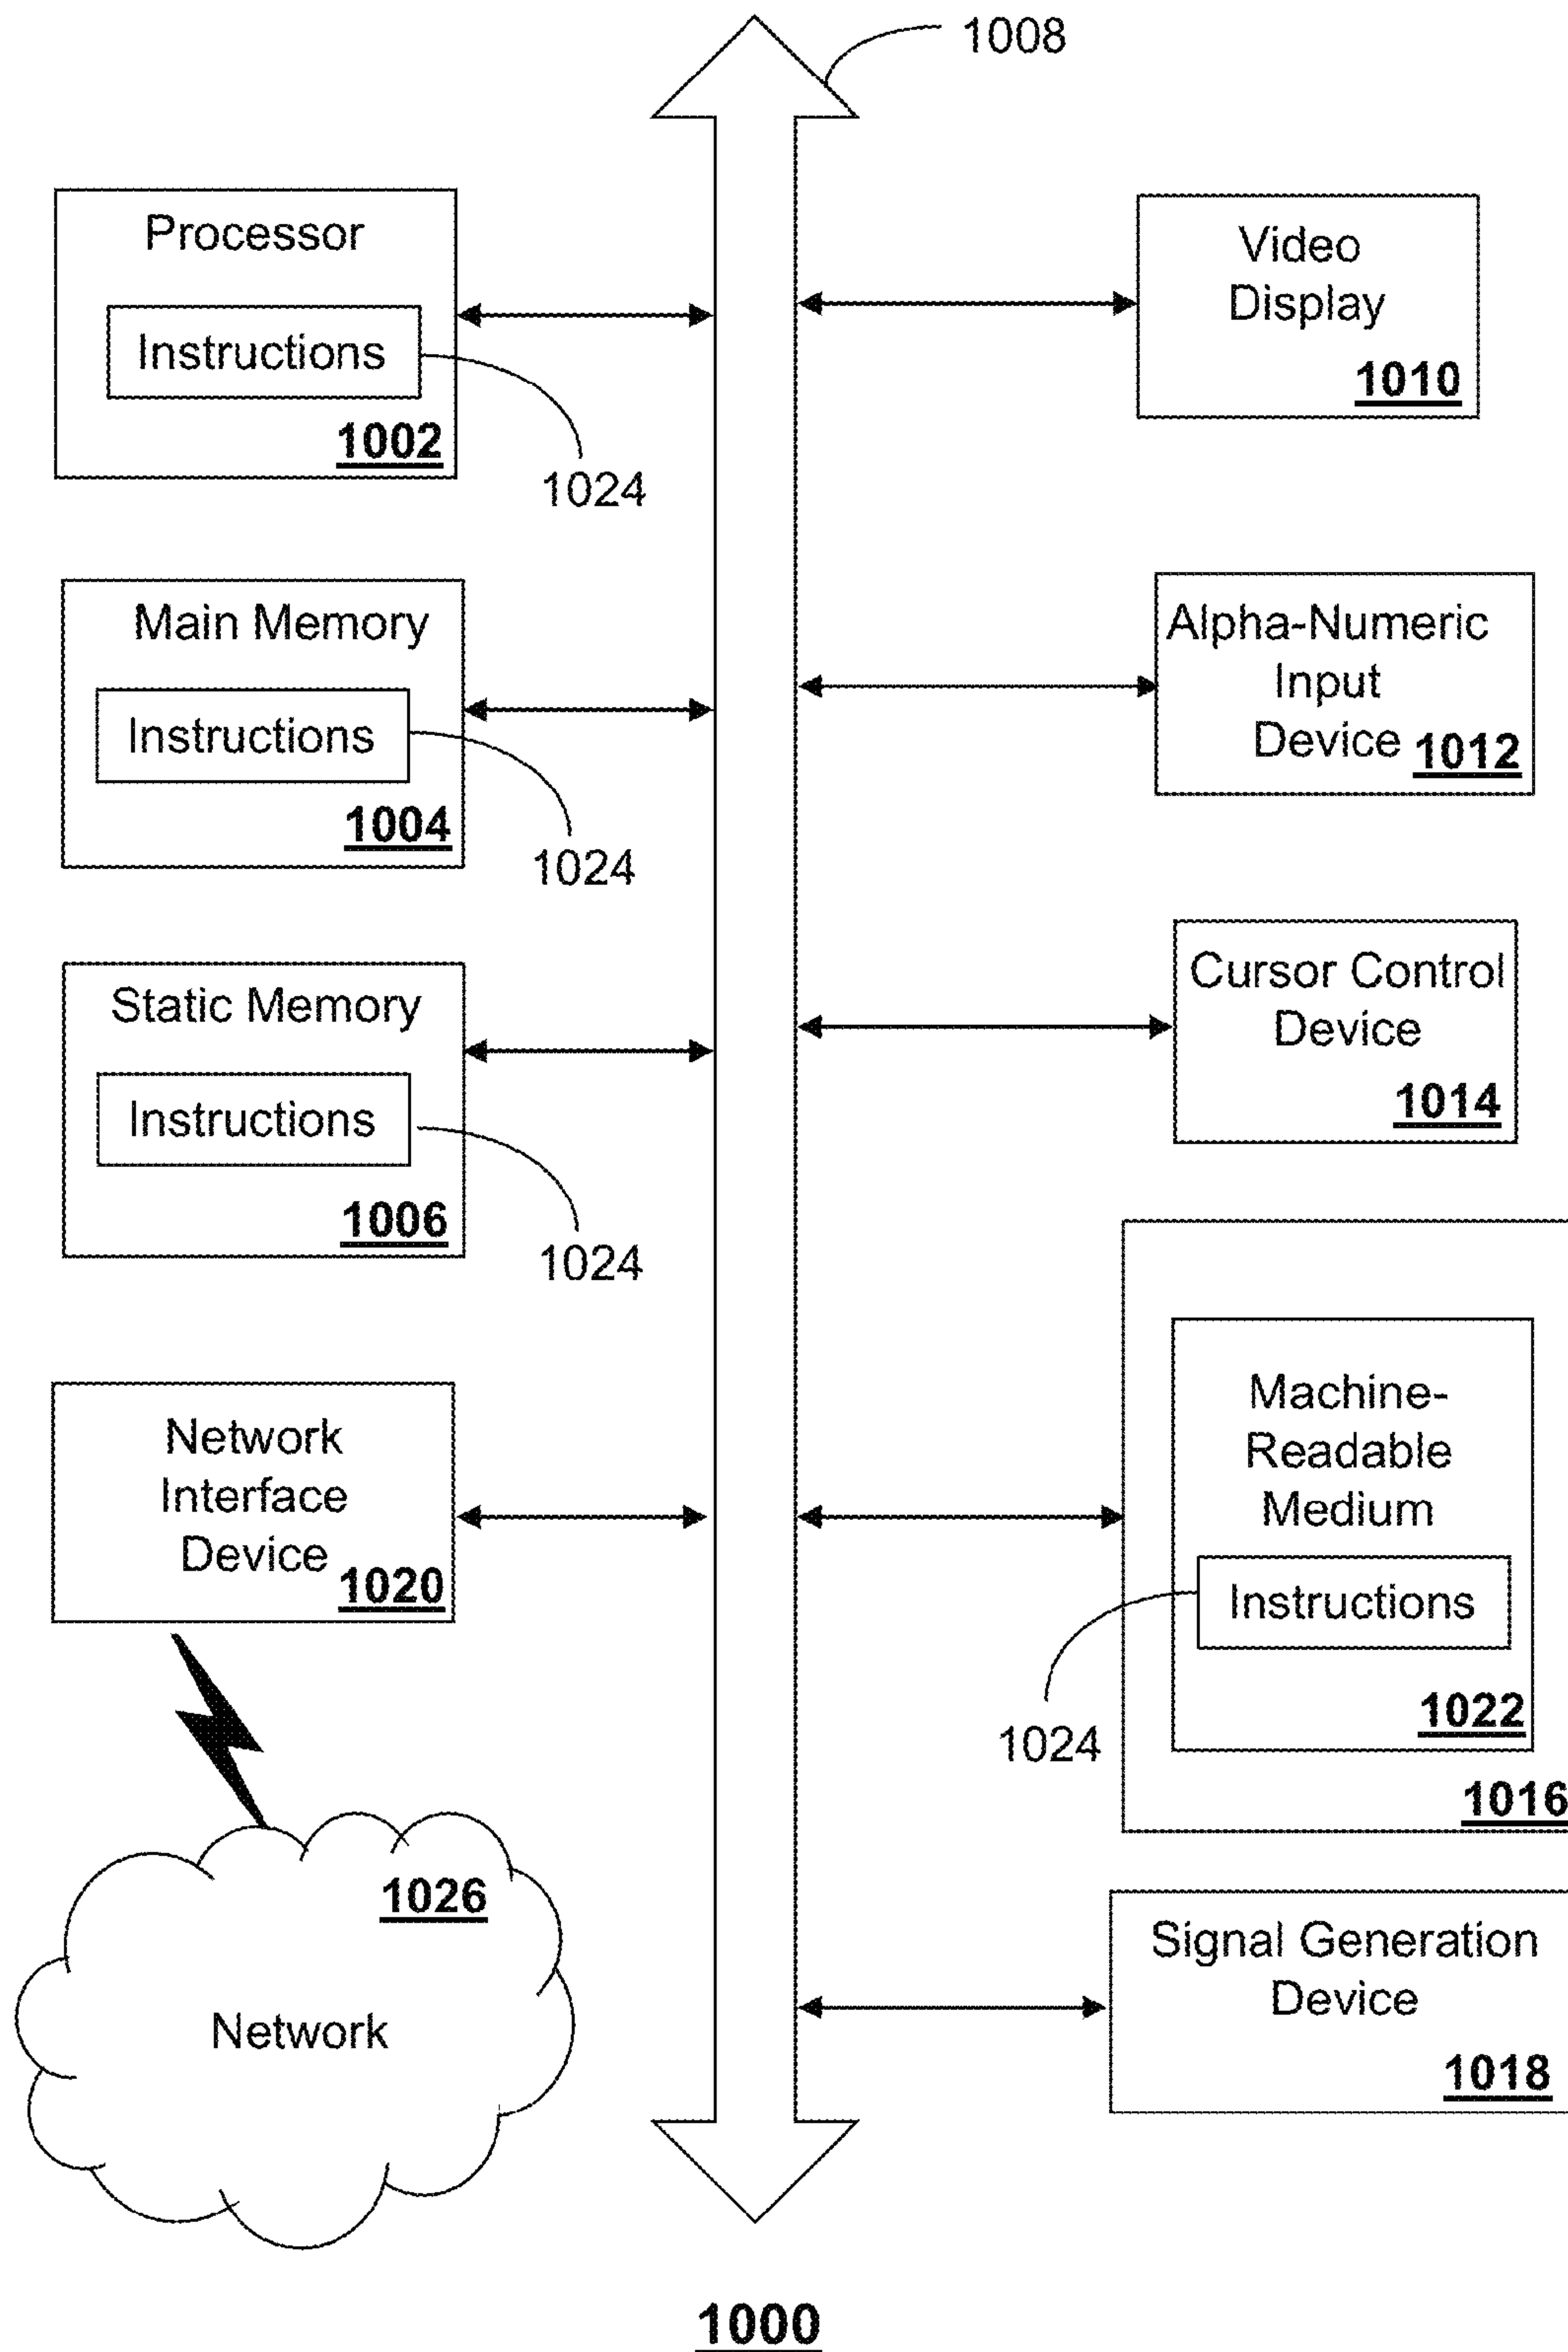 1008
Processor
Instructions
1002
1024
Video
Display
1010
Main Memory
Instructions
1004
1024
Alpha-Numeric
Input
Device 1012
Static Memory
Instructions
1006
1024
Cursor Control
Device
1014
Network
Interface
Device
1020
Machine-
Readable
Medium
Instructions
1022
1024
1016
1026
Network
Signal Generation
Device
1018
1000